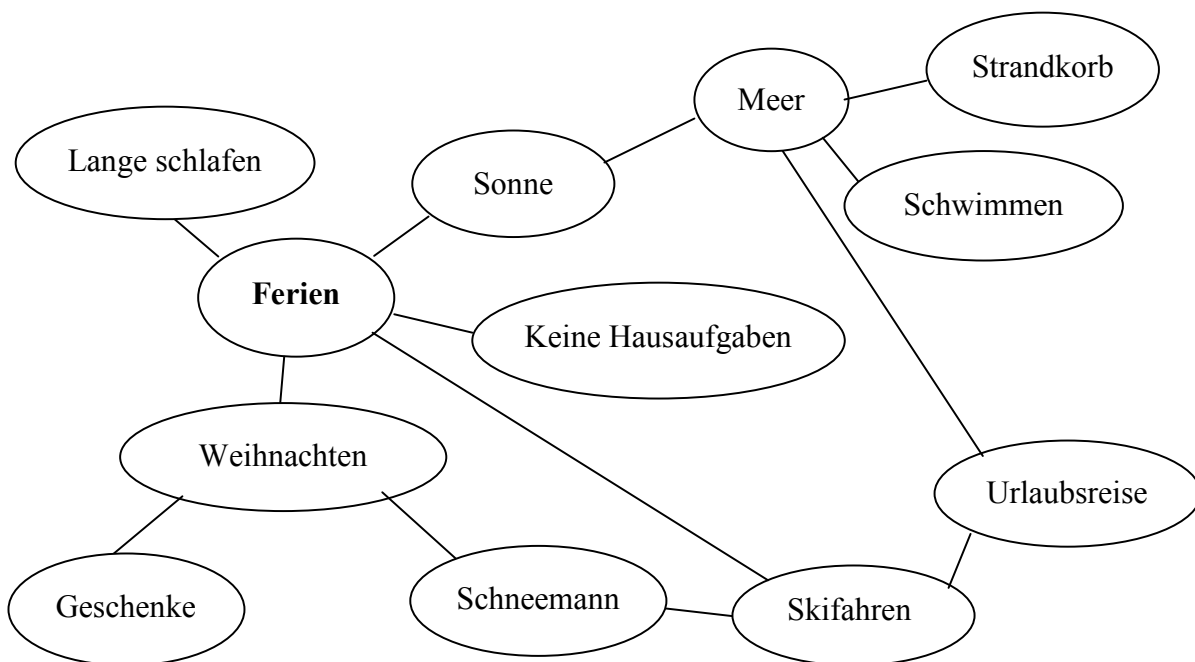 Strandkorb
Meer
Lange schlafen
Sonne
Schwimmen
Ferien
Keine Hausaufgaben
Weihnachten
Urlaubsreise
Geschenke
Schneemann
Skifahren